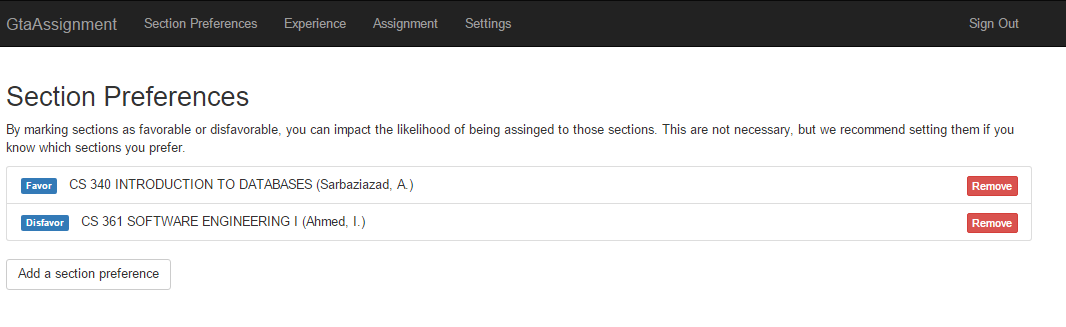 GtaAssignment Section Preferences Experience Assignment Settings Sign Out
Section Preferences
By marking sections as favorable or disfavorable, you can impact the likelihood of being assinged to those sections. This are not necessary, but we recommend setting them if you
know which sections you prefer.
Favor CS 340 INTRODUCTION TO DATABASES (Sarbaziazad, A.) Remove
Disfavor CS 361 SOFTWARE ENGINEERING I (Ahmed, I.) Remove
Add a section preference